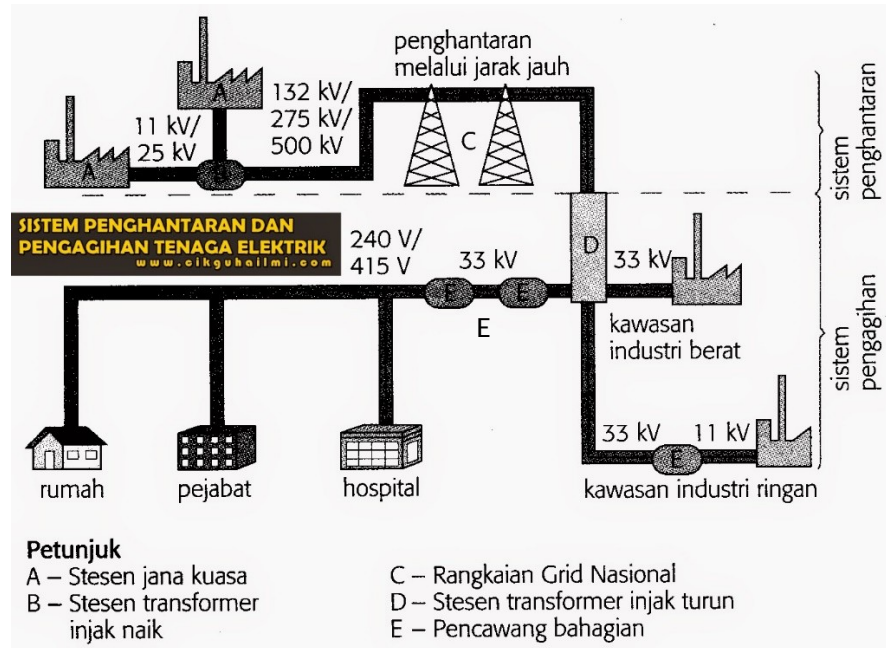 penghantaran
melalui jarak jauh
A
132 kV/
275 kV/
500 kV
11 kV/
25 kV
A
B
C
sistem
penghantaran
SISTEM PENGHANTARAN DAN
PENGAGIHAN TENAGA ELEKTRIK
www.cikguhailmi.com
240 V/
415 V
33 kV
D
33 kV
E
E
E
kawasan
industri berat
sistem
pengagihan
33 kV
11 kV
E
rumah
pejabat
hospital
kawasan industri ringan
Petunjuk
A – Stesen jana kuasa
B – Stesen transformer
injak naik
C – Rangkaian Grid Nasional
D – Stesen transformer injak turun
E – Pencawang bahagian